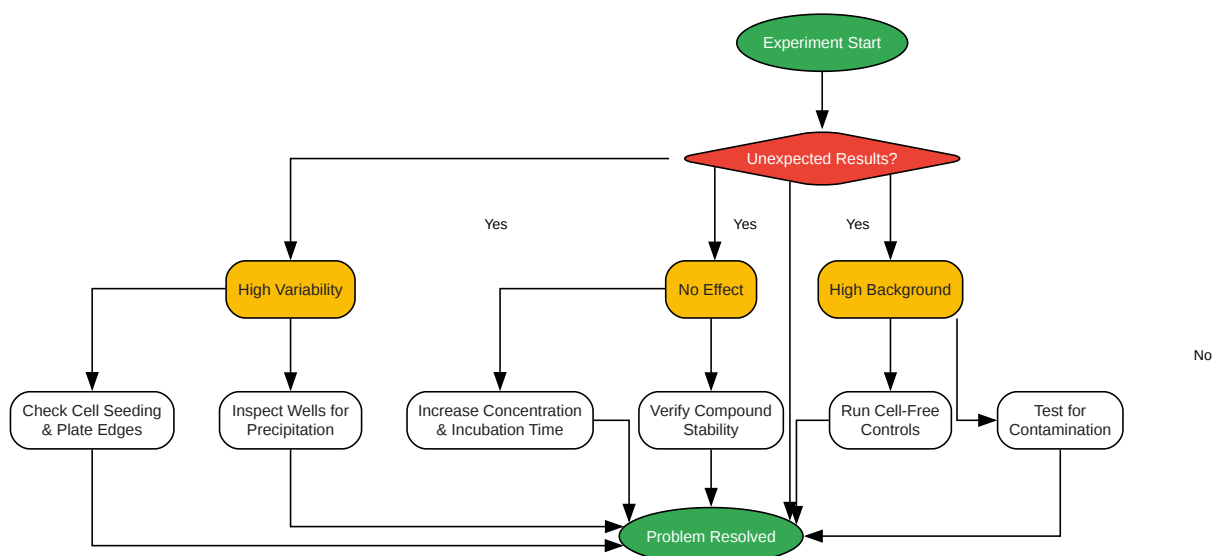 Experiment Start
Unexpected Results?
Yes
Yes
Yes
High Variability
No Effect
High Background
No
Check Cell Seeding
& Plate Edges
Inspect Wells for
Precipitation
Increase Concentration
& Incubation Time
Verify Compound
Stability
Run Cell-Free
Controls
Test for
Contamination
Problem Resolved